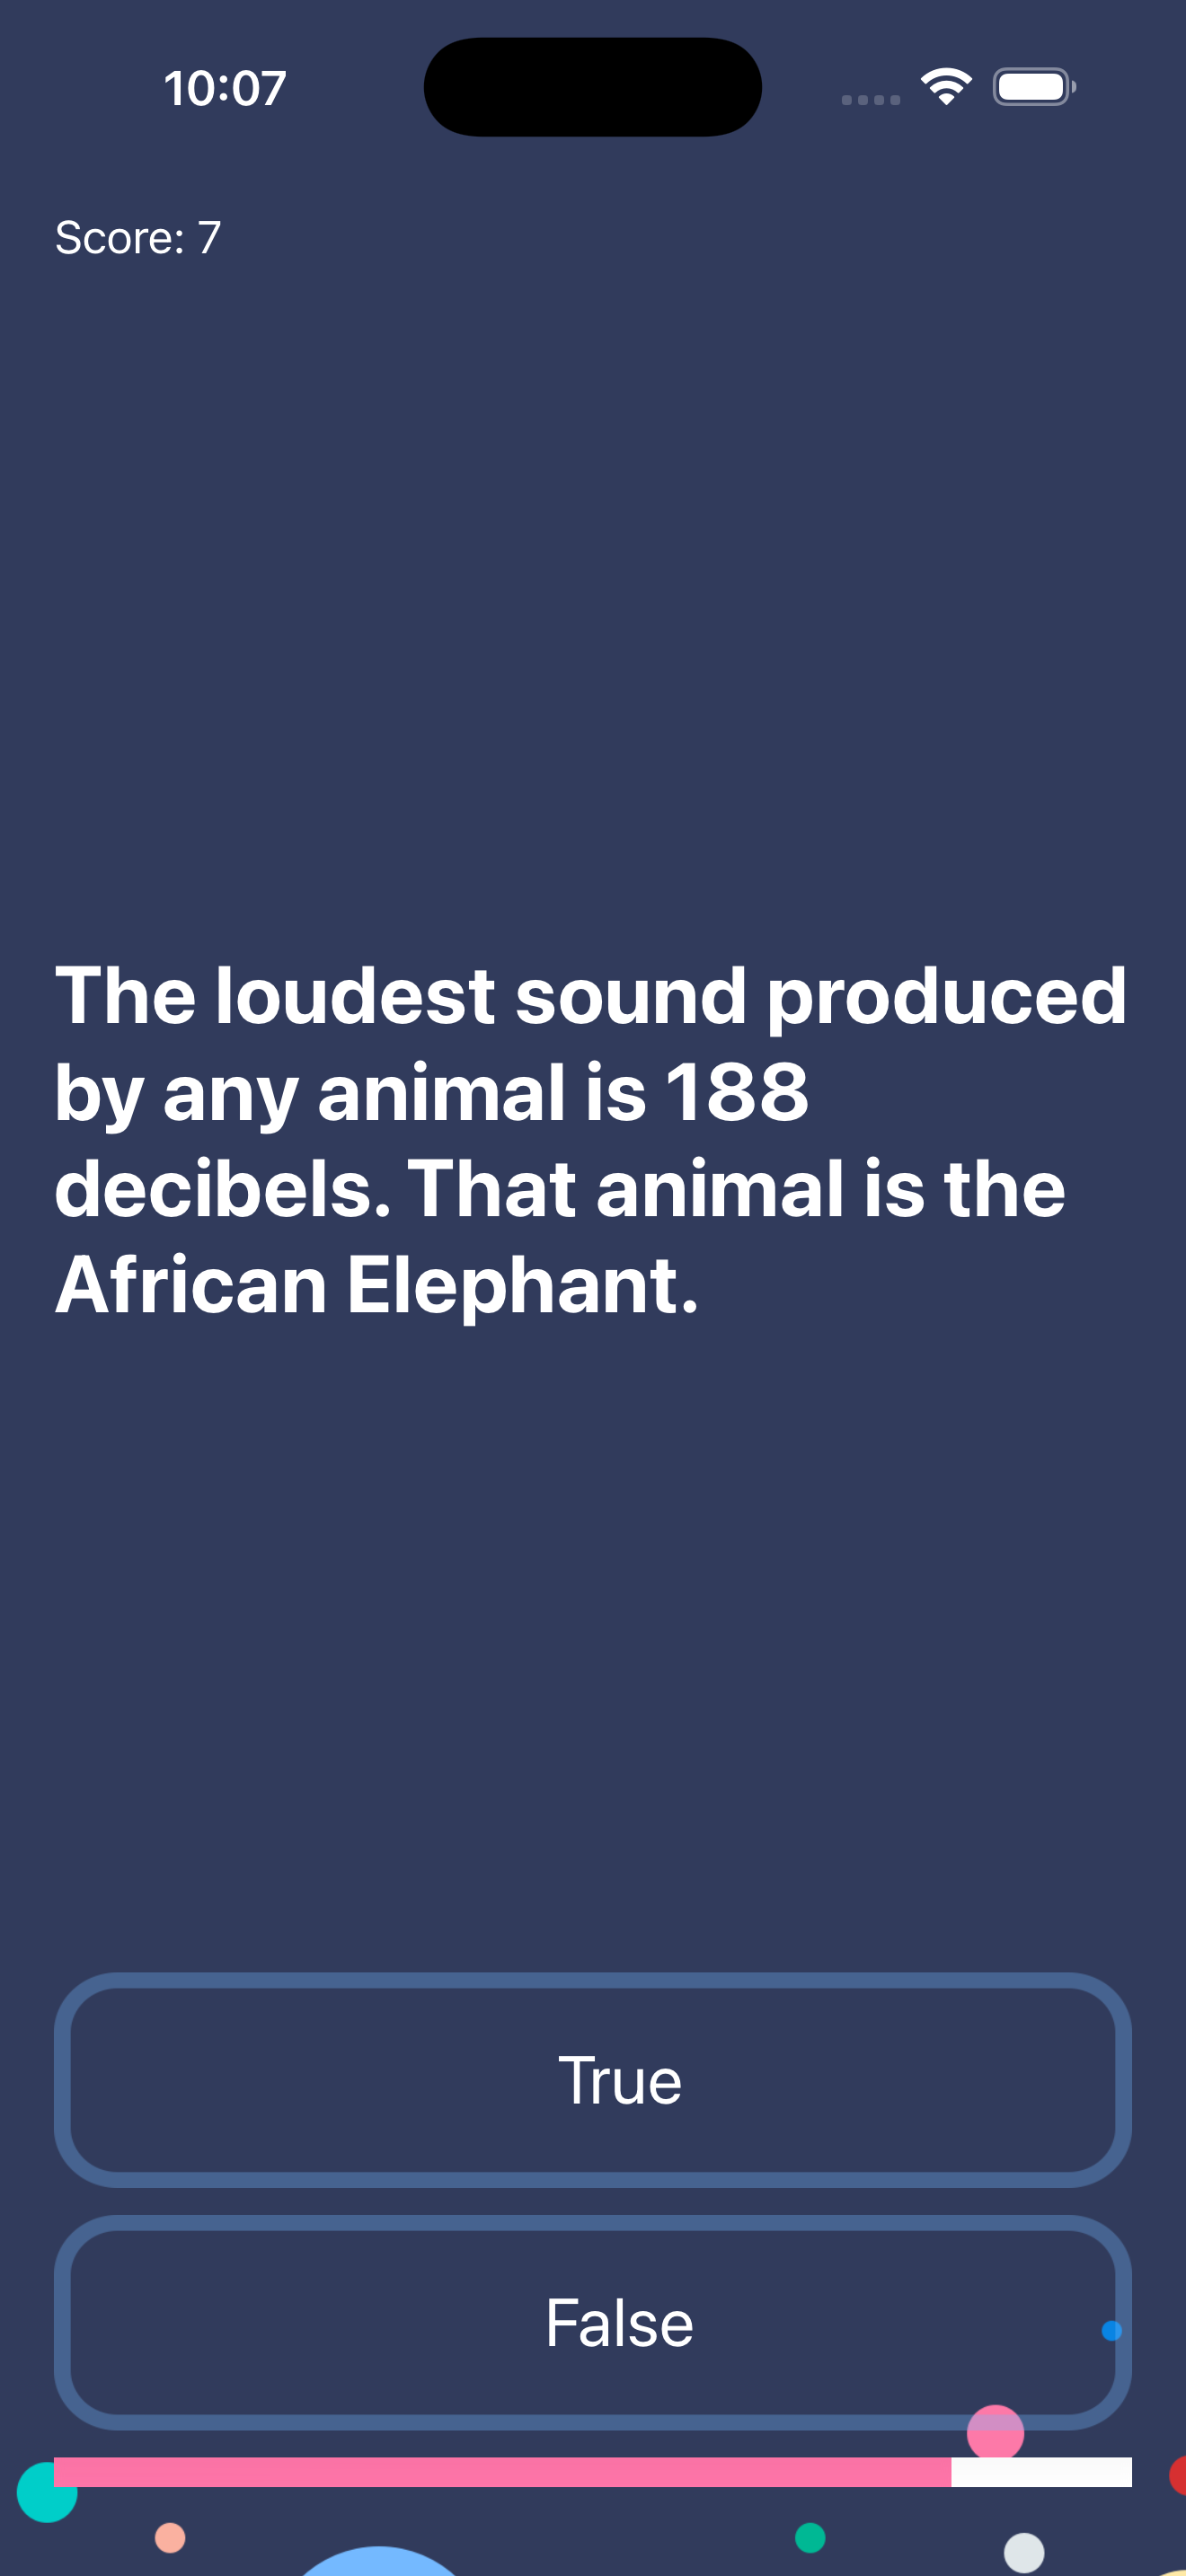 10:07
Score: 7
The loudest sound produced
by any animal is 188
decibels. That animal is the
African Elephant.
True
False